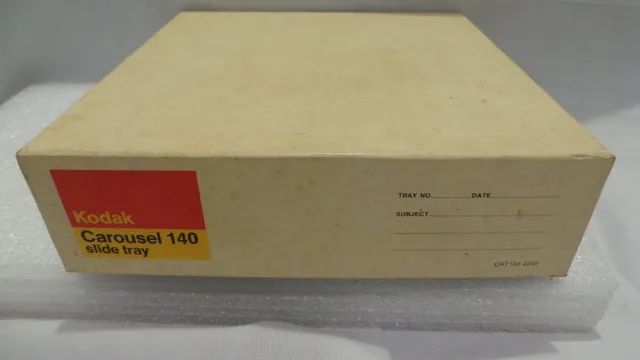 Kodak
Carousel 140
slide tray
TRAY NO. DATE
SUBJECT